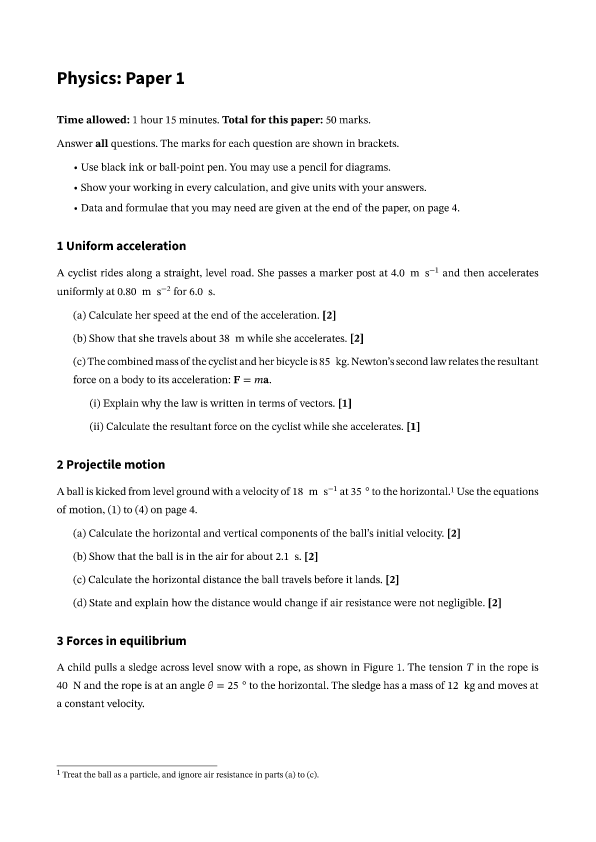 Physics: Paper 1
Time allowed: 1 hour 15 minutes. Total for this paper: 50 marks.
Answer all questions. The marks for each question are shown in brackets.
• Use black ink or ball-point pen. You may use a pencil for diagrams.
• Show your working in every calculation, and give units with your answers.
• Data and formulae that you may need are given at the end of the paper, on page 4.
1 Uniform acceleration
A cyclist rides along a straight, level road. She passes a marker post at 4.0 m s⁻¹ and then accelerates
uniformly at 0.80 m s⁻² for 6.0 s.
(a) Calculate her speed at the end of the acceleration. [2]
(b) Show that she travels about 38 m while she accelerates. [2]
(c) The combined mass of the cyclist and her bicycle is 85 kg. Newton’s second law relates the resultant
force on a body to its acceleration: F = ma.
(i) Explain why the law is written in terms of vectors. [1]
(ii) Calculate the resultant force on the cyclist while she accelerates. [1]
2 Projectile motion
A ball is kicked from level ground with a velocity of 18 m s⁻¹ at 35 ° to the horizontal.¹ Use the equations
of motion, (1) to (4) on page 4.
(a) Calculate the horizontal and vertical components of the ball’s initial velocity. [2]
(b) Show that the ball is in the air for about 2.1 s. [2]
(c) Calculate the horizontal distance the ball travels before it lands. [2]
(d) State and explain how the distance would change if air resistance were not negligible. [2]
3 Forces in equilibrium
A child pulls a sledge across level snow with a rope, as shown in Figure 1. The tension T in the rope is
40 N and the rope is at an angle θ = 25 ° to the horizontal. The sledge has a mass of 12 kg and moves at
a constant velocity.
¹ Treat the ball as a particle, and ignore air resistance in parts (a) to (c).